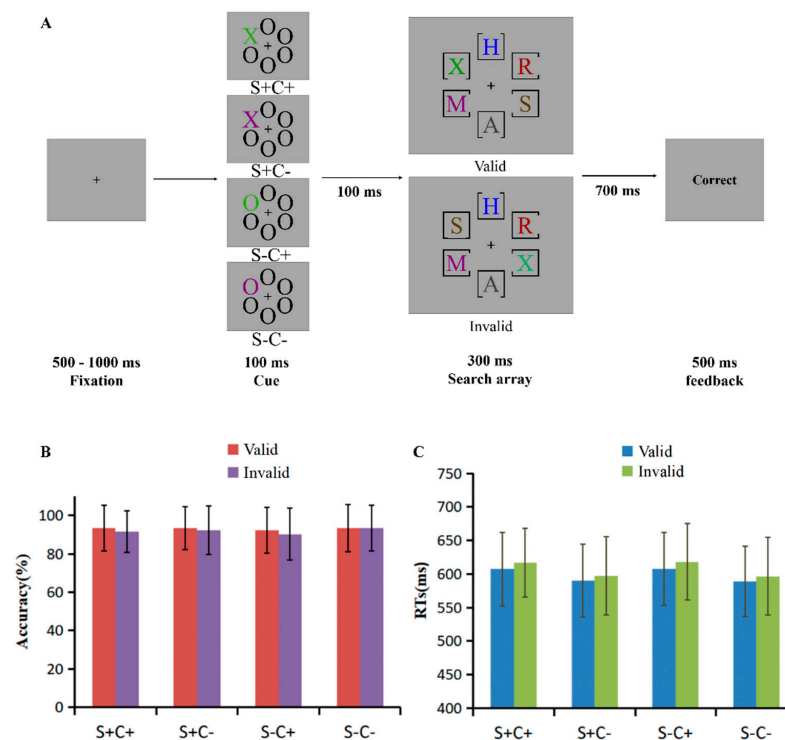 A
X
O
O
O
+
O
O
S+C+
X
O
O
O
+
O
O
S+C-
O
O
O
O
+
O
O
S-C+
O
O
O
O
+
O
O
S-C-
+
100 ms
[H]
[X]
[R]
+
[M]
[S]
[A]
Valid
[H]
[S]
[R]
+
[M]
[X]
[A]
Invalid
700 ms
Correct
500 - 1000 ms
Fixation
100 ms
Cue
300 ms
Search array
500 ms
feedback
B
Valid
Invalid
Accuracy(%)
100
80
60
40
20
0
S+C+ S+C- S-C+ S-C-
C
Valid
Invalid
RTs(ms)
750
700
650
600
550
500
450
400
S+C+ S+C- S-C+ S-C-